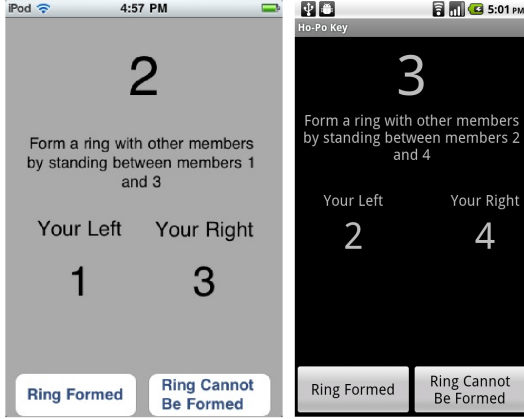 iPod 4:57 PM
2
Form a ring with other members
by standing between members 1
and 3
Your Left Your Right
1 3
Ring Formed
Ring Cannot
Be Formed
5:01 PM
Ho-Po Key
3
Form a ring with other members
by standing between members 2
and 4
Your Left Your Right
2 4
Ring Formed
Ring Cannot
Be Formed